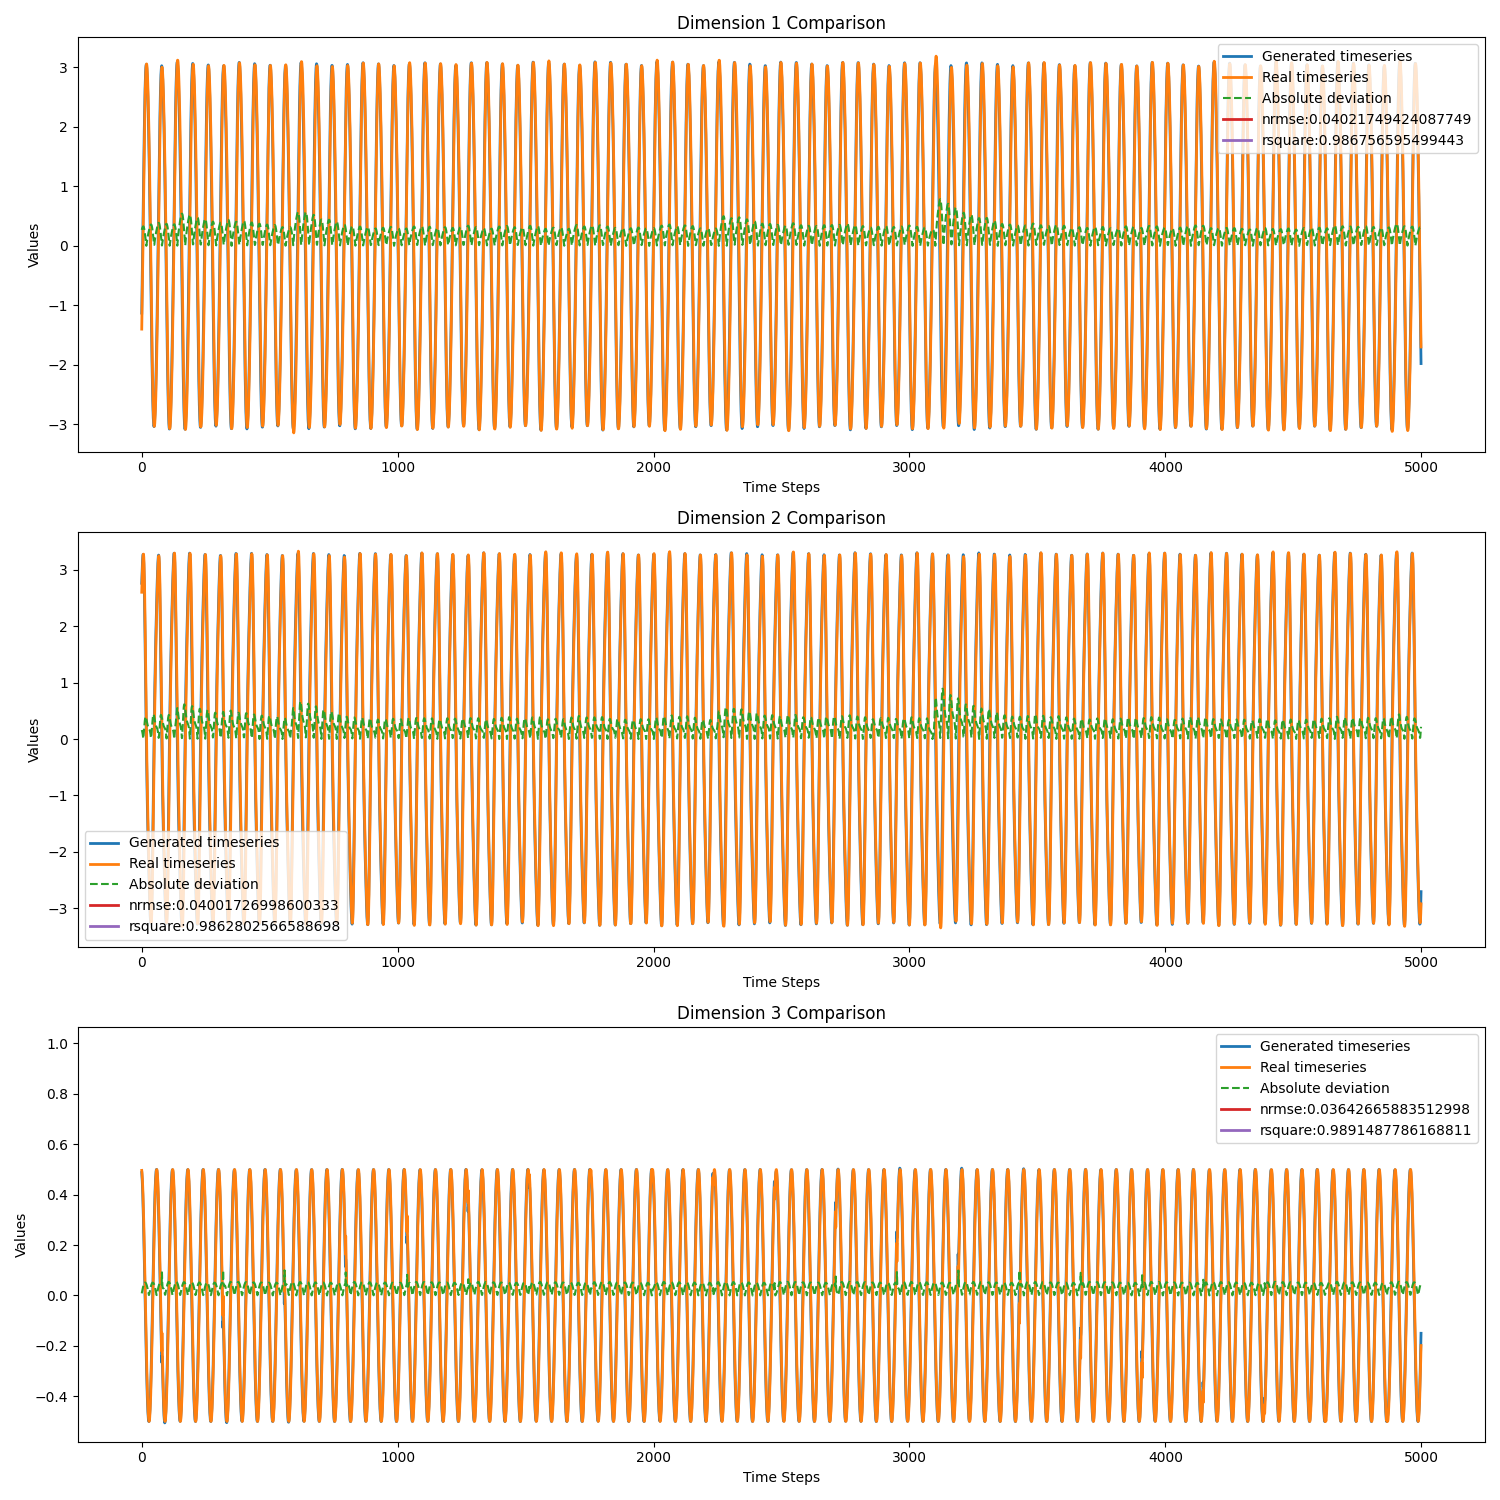 Dimension 1 Comparison
Generated timeseries
Real timeseries
Absolute deviation
nrmse:0.04021749424087749
rsquare:0.986756595499443
3
2
1
0
−1
−2
−3
Values
0 1000 2000 3000 4000 5000
Time Steps
Dimension 2 Comparison
3
2
1
0
−1
−2
−3
Values
Generated timeseries
Real timeseries
Absolute deviation
nrmse:0.04001726998600333
rsquare:0.9862802566588698
0 1000 2000 3000 4000 5000
Time Steps
Dimension 3 Comparison
Generated timeseries
Real timeseries
Absolute deviation
nrmse:0.03642665883512998
rsquare:0.9891487786168811
1.0
0.8
0.6
0.4
0.2
0.0
−0.2
−0.4
Values
0 1000 2000 3000 4000 5000
Time Steps